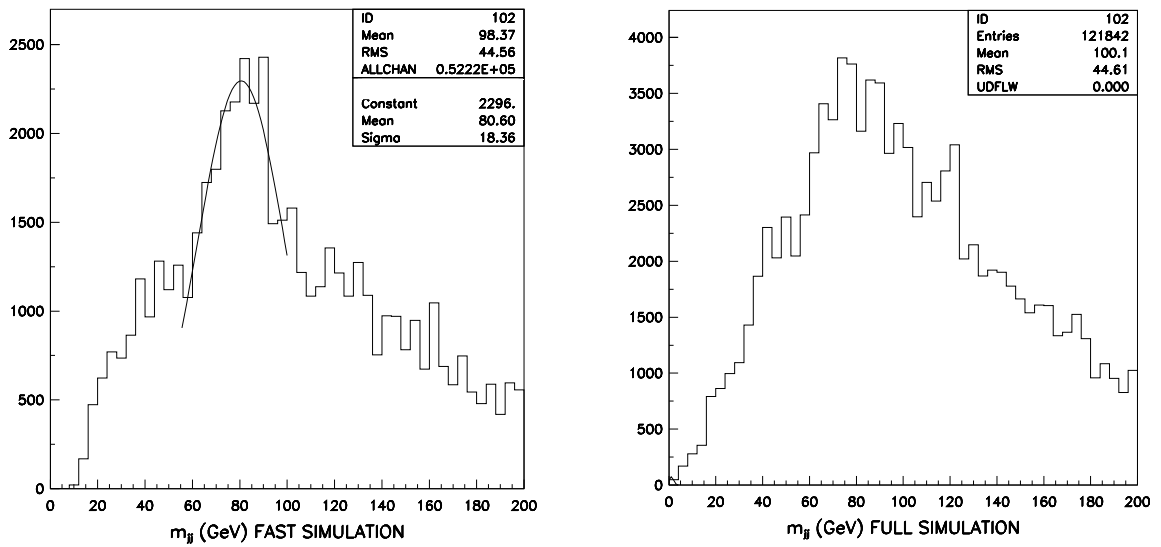 ID 102
Mean 98.37
RMS 44.56
ALLCHAN 0.5222E+05
Constant 2296.
Mean 80.60
Sigma 18.36
2500
2000
1500
1000
500
0
0 20 40 60 80 100 120 140 160 180 200
mjj (GeV) FAST SIMULATION
ID 102
Entries 121842
Mean 100.1
RMS 44.61
UDFLW 0.000
4000
3500
3000
2500
2000
1500
1000
500
0
0 20 40 60 80 100 120 140 160 180 200
mjj (GeV) FULL SIMULATION